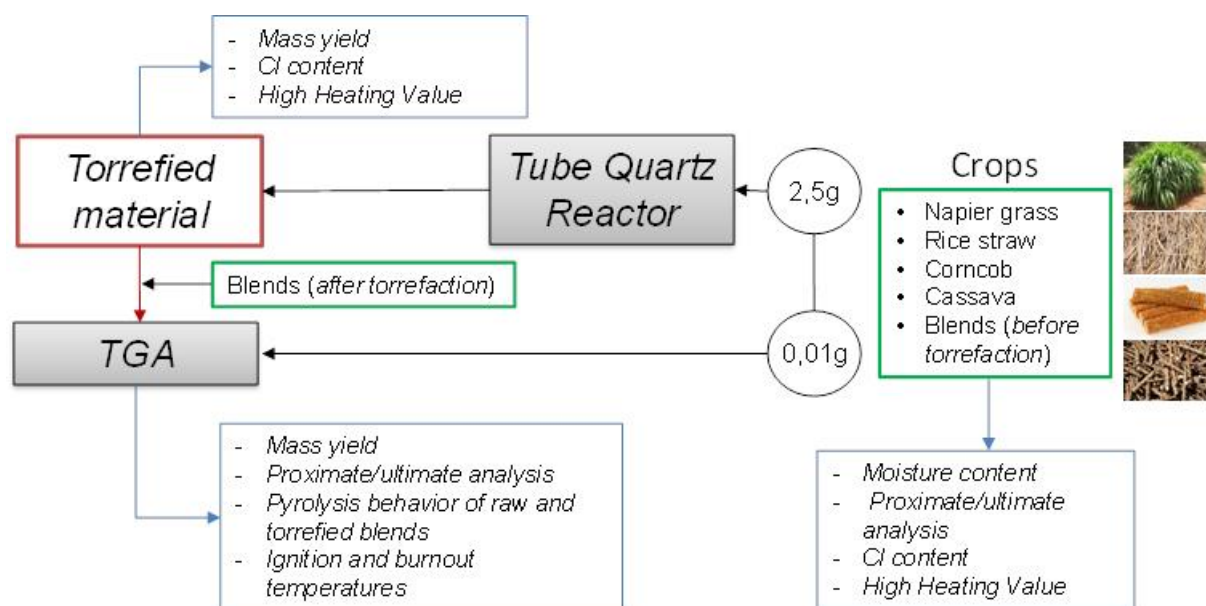 - Mass yield
- Cl content
- High Heating Value
Torrefied
material
Tube Quartz
Reactor
2,5g
Crops
• Napier grass
• Rice straw
• Corncob
• Cassava
• Blends (before
torrefaction)
Blends (after torrefaction)
TGA
0,01g
- Mass yield
- Proximate/ultimate analysis
- Pyrolysis behavior of raw and
torrefied blends
- Ignition and burnout
temperatures
- Moisture content
- Proximate/ultimate
analysis
- Cl content
- High Heating Value